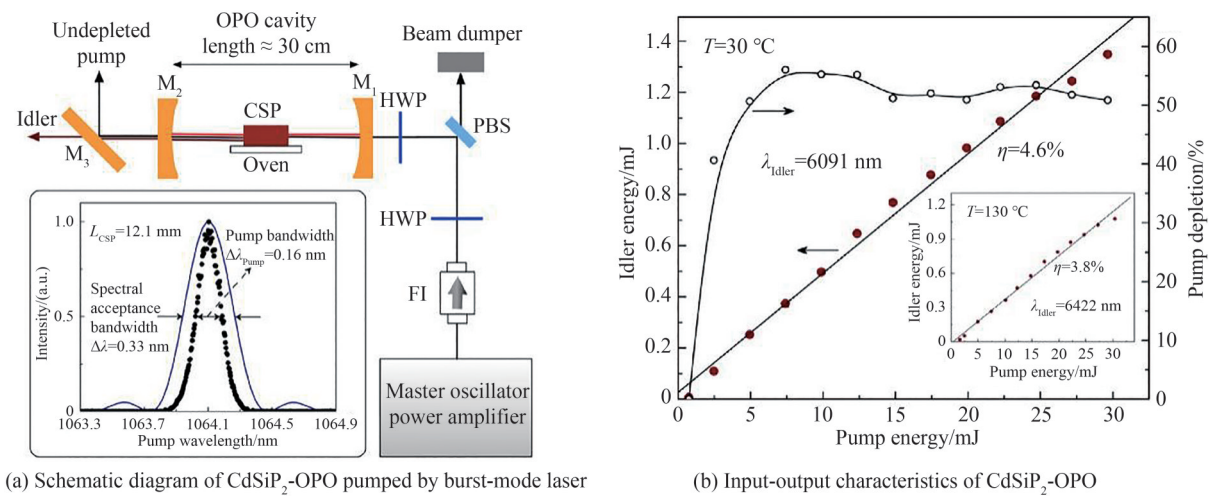 OPO cavity
length ≈ 30 cm
Undepleted
pump
Beam dumper
M₂
M₁
HWP
CSP
PBS
Idler
M₃
Oven
HWP
FI
Master oscillator
power amplifier
L_CSP=12.1 mm
Pump bandwidth
Δλ_Pump=0.16 nm
Spectral
acceptance
bandwidth
Δλ=0.33 nm
Intensity/(a.u.)
1.0
0.5
0
1063.3 1063.7 1064.1 1064.5 1064.9
Pump wavelength/nm
(a) Schematic diagram of CdSiP₂-OPO pumped by burst-mode laser
T=30 °C
λ_Idler=6091 nm
η=4.6%
Idler energy/mJ
1.4
1.2
1.0
0.8
0.6
0.4
0.2
0
0 5 10 15 20 25 30
Pump energy/mJ
60
50
40
30
20
10
0
Pump depletion/%
T=130 °C
η=3.8%
λ_Idler=6422 nm
Idler energy/mJ
1.2
0.9
0.6
0.3
0
0 5 10 15 20 25 30
Pump energy/mJ
(b) Input-output characteristics of CdSiP₂-OPO